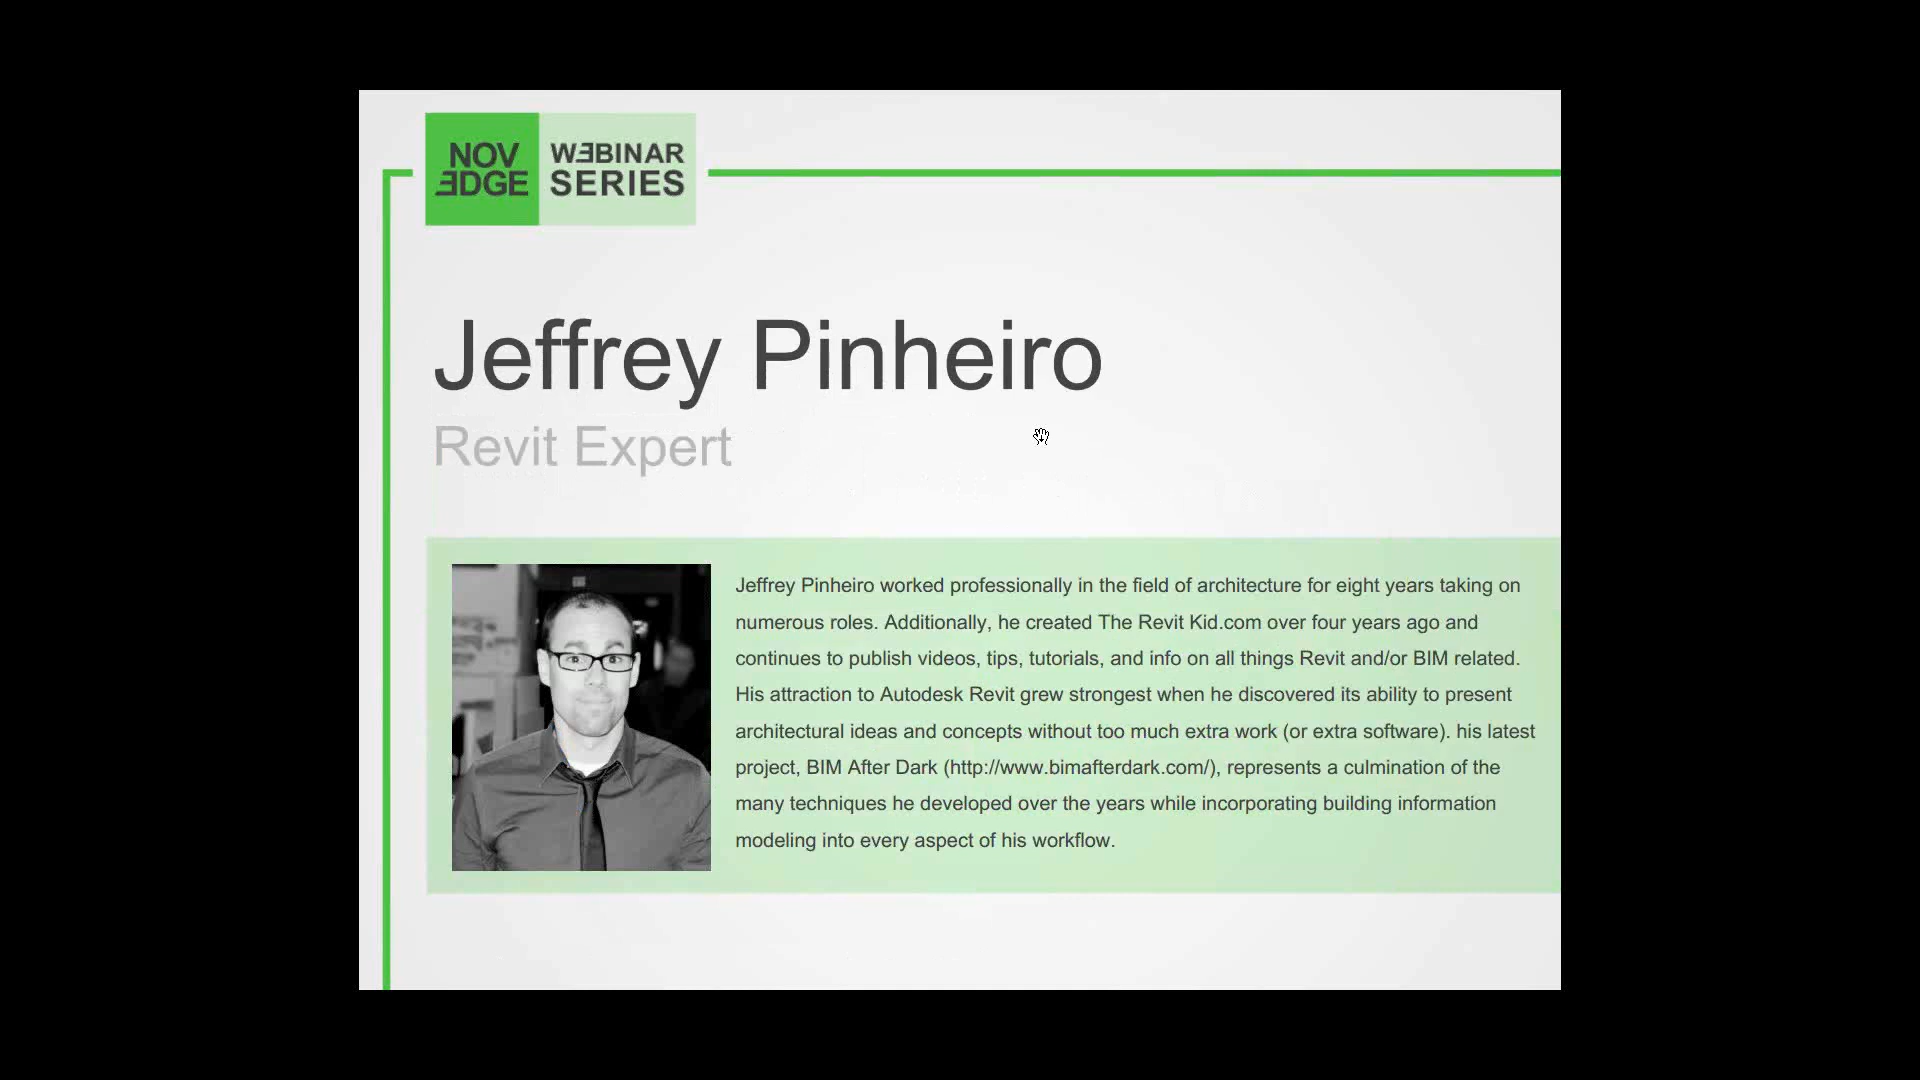 NOV
EDGE
WEBINAR
SERIES
Jeffrey Pinheiro
Revit Expert
Jeffrey Pinheiro worked professionally in the field of architecture for eight years taking on
numerous roles. Additionally, he created The Revit Kid.com over four years ago and
continues to publish videos, tips, tutorials, and info on all things Revit and/or BIM related.
His attraction to Autodesk Revit grew strongest when he discovered its ability to present
architectural ideas and concepts without too much extra work (or extra software). his latest
project, BIM After Dark (http://www.bimafterdark.com/), represents a culmination of the
many techniques he developed over the years while incorporating building information
modeling into every aspect of his workflow.